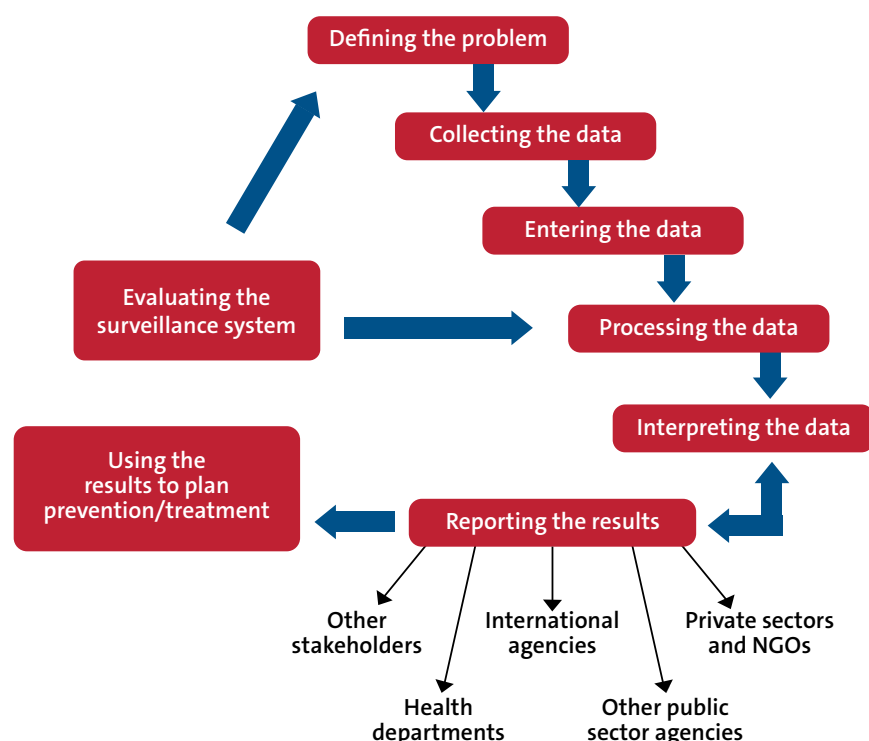 Defining the problem
Collecting the data
Entering the data
Evaluating the
surveillance system
Processing the data
Interpreting the data
Using the
results to plan
prevention/treatment
Reporting the results
Other
stakeholders
International
agencies
Private sectors
and NGOs
Health
departments
Other public
sector agencies